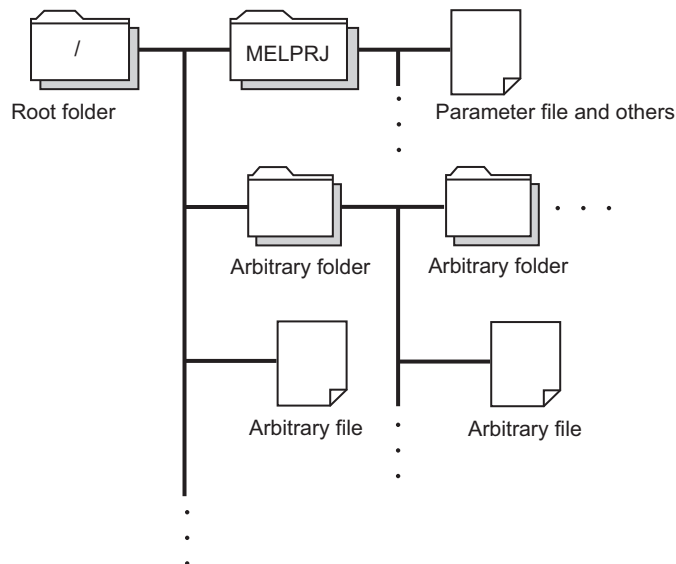 /
MELPRJ
Root folder
Parameter file and others
Arbitrary folder
Arbitrary folder
Arbitrary file
Arbitrary file